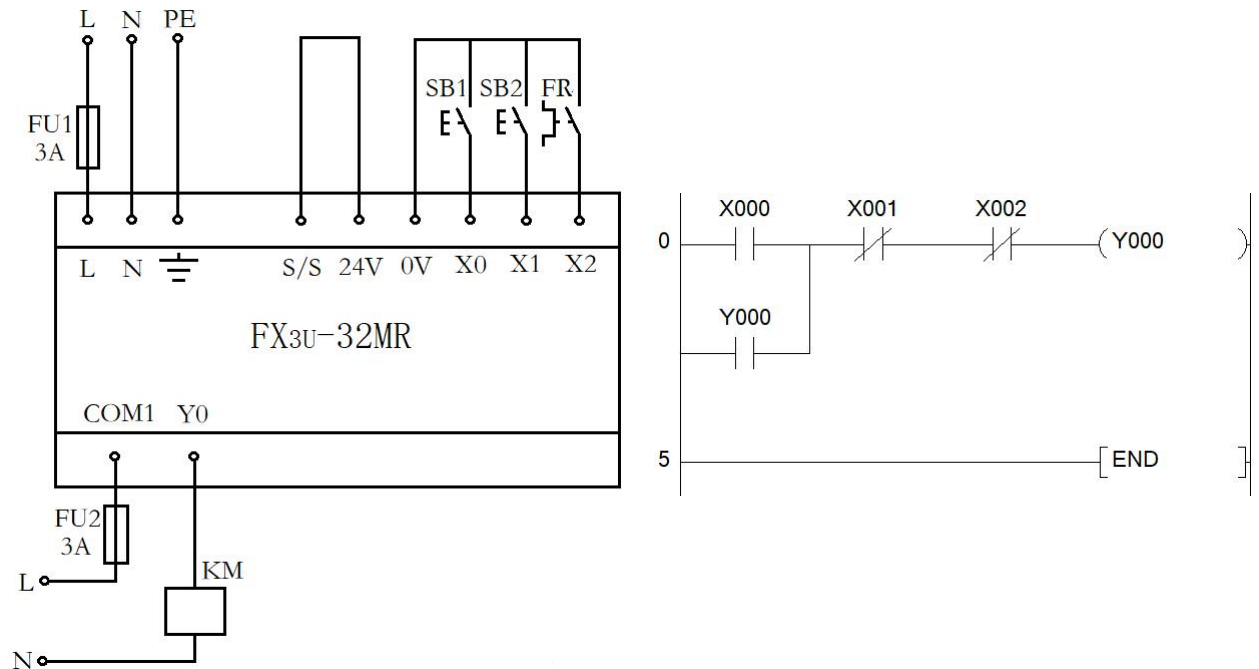 L N PE
SB1 SB2 FR
FU1
3A
L N S/S 24V 0V X0 X1 X2
FX3U-32MR
COM1 Y0
FU2
3A
KM
L
N
X000 X001 X002
0 Y000
Y000
5 END